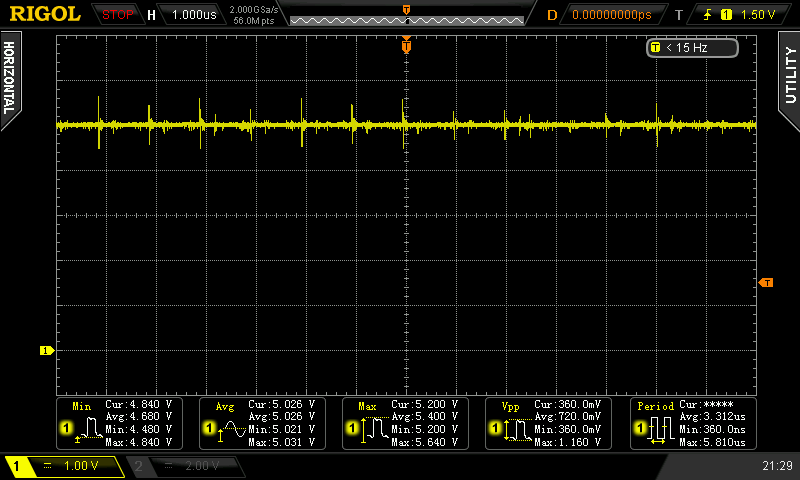 RIGOL STOP H 1.000us 2.000GSa/s D 0.00000000ps T 1 1.50 V
56.0M pts
T
T < 15 Hz
HORIZONTAL
UTILITY
T
1
Min Cur:4.840 V Avg Cur:5.026 V Max Cur:5.200 V Vpp Cur:360.0mV Period Cur:*****
1 Avg:4.680 V 1 Avg:5.026 V 1 Avg:5.400 V 1 Avg:720.0mV 1 Avg:3.312us
Min:4.480 V Min:5.021 V Min:5.200 V Min:360.0mV Min:360.0ns
Max:4.840 V Max:5.031 V Max:5.640 V Max:1.160 V Max:5.810us
1 1.00 V 2 2.00 V 21:29